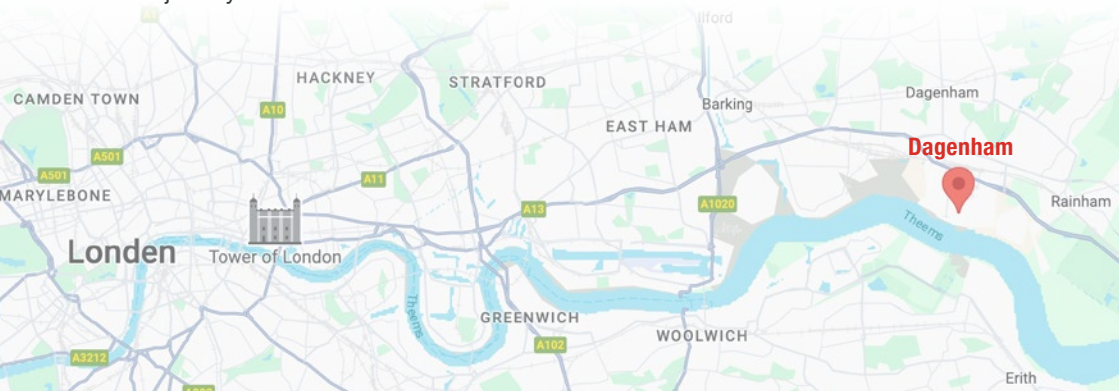 Ilford
HACKNEY
STRATFORD
CAMDEN TOWN
Dagenham
A10
Barking
EAST HAM
Dagenham
A501
A501
A11
MARYLEBONE
A13
A1020
Rainham
Theems
Londen
Tower of London
Theems
GREENWICH
WOOLWICH
A102
A3212
Erith